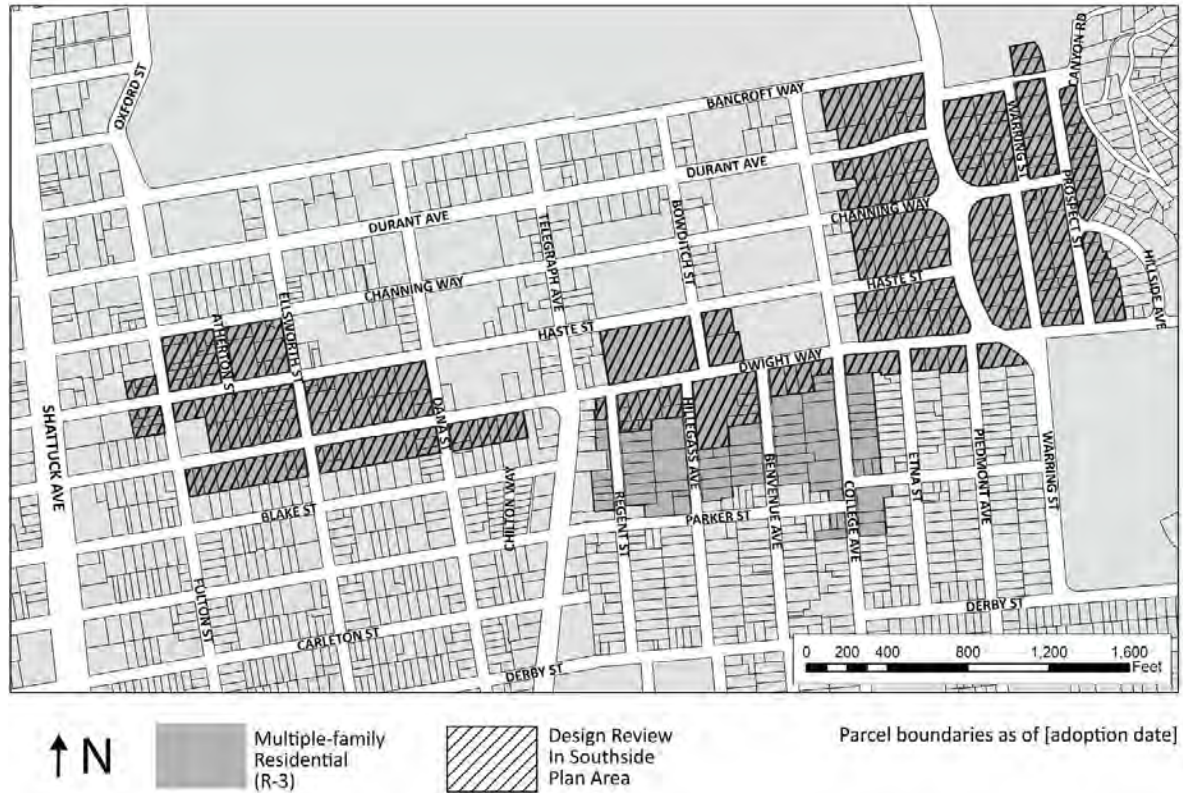 OXFORD ST
BANCROFT WAY
CANYON RD
WARRING ST
DURANT AVE
DURANT AVE
PROSPECT ST
BOWDITCH ST
TELEGRAPH AVE
CHANNING WAY
HILLSIDE AVE
HASTE ST
CHANNING WAY
ELLSWORTH ST
ATHERTON ST
HASTE ST
DWIGHT WAY
SHATTUCK AVE
DANA ST
HILLEGASS AVE
BENVENUE AVE
COLLEGE AVE
ETNA ST
PIEDMONT AVE
WARRING ST
BLAKE ST
CHILTON WAY
REGENT ST
PARKER ST
FULTON ST
CARLETON ST
DERBY ST
DERBY ST
0 200 400 800 1,200 1,600
Feet
N
Multiple-family
Residential
(R-3)
Design Review
In Southside
Plan Area
Parcel boundaries as of [adoption date]